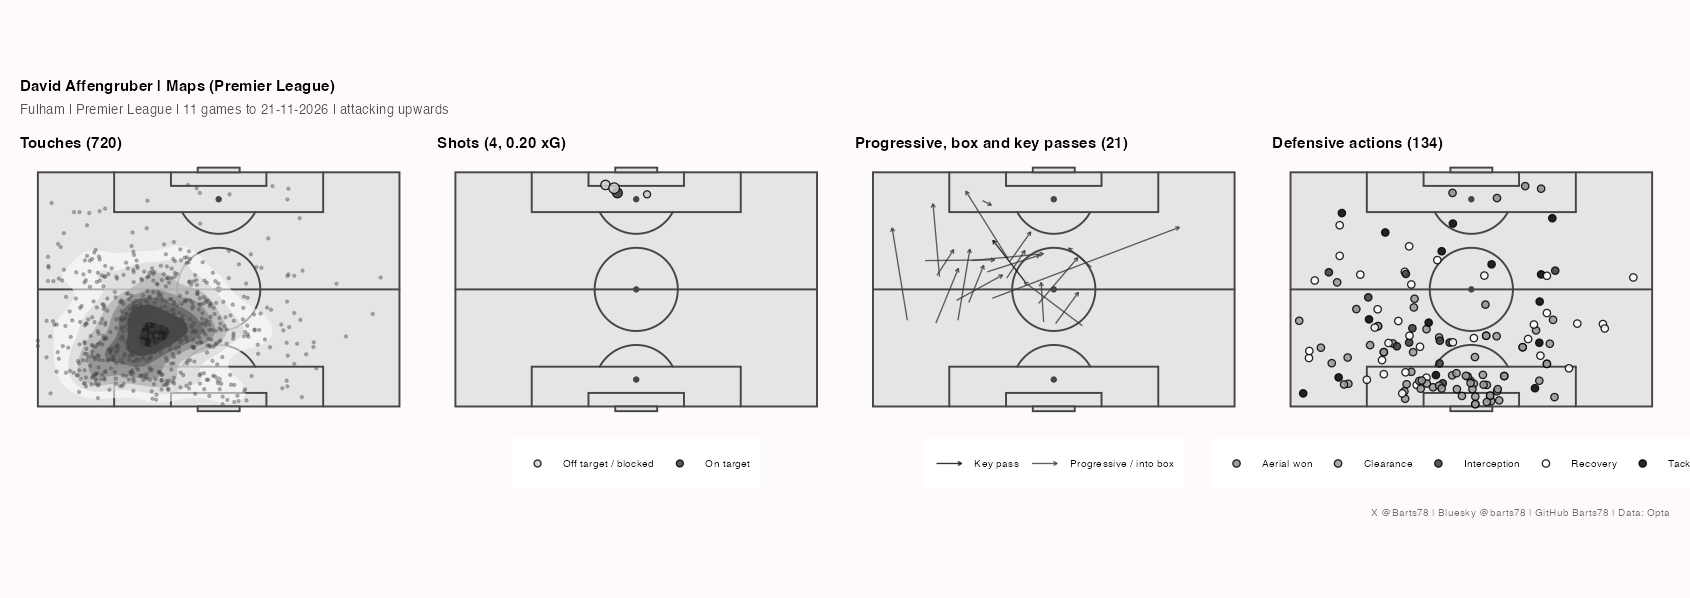 David Affengruber | Maps (Premier League)
Fulham | Premier League | 11 games to 21-11-2026 | attacking upwards
Touches (720)
Shots (4, 0.20 xG)
Progressive, box and key passes (21)
Defensive actions (134)
Off target / blocked
On target
Key pass
Progressive / into box
Aerial won
Clearance
Interception
Recovery
Tack
X @Barts78 | Bluesky @barts78 | GitHub Barts78 | Data: Opta